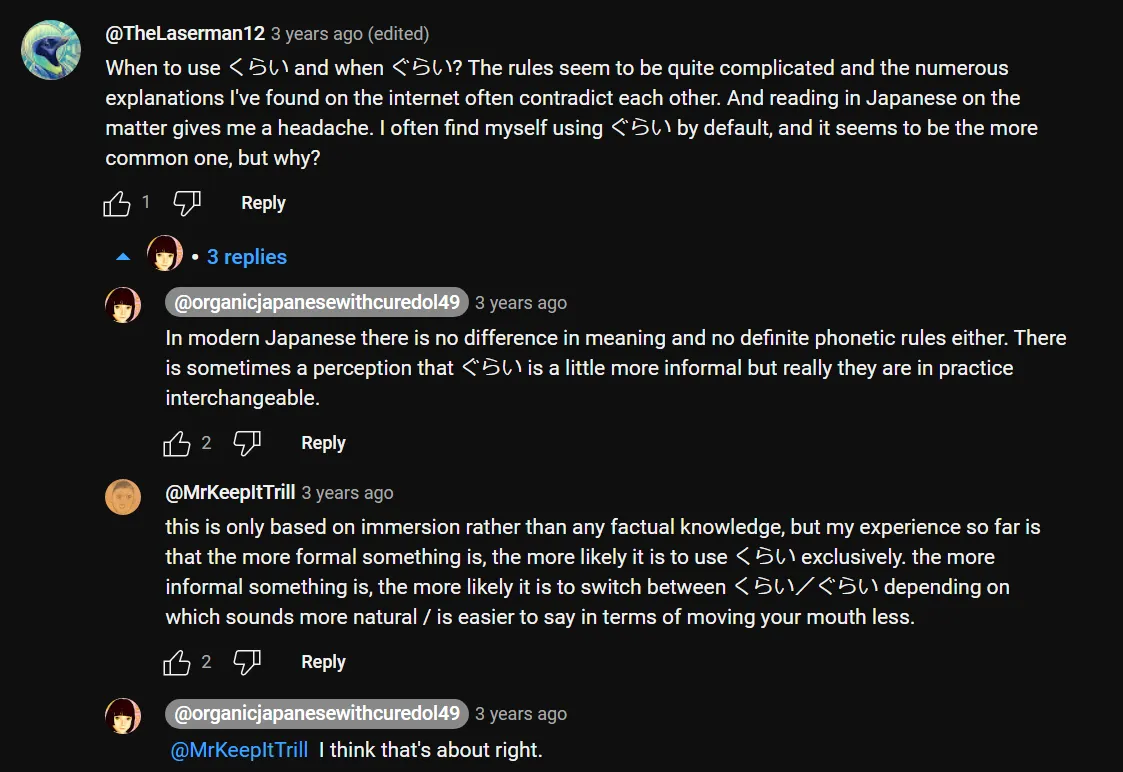 @TheLaserman12 3 years ago (edited)
When to use くらい and when ぐらい? The rules seem to be quite complicated and the numerous
explanations I've found on the internet often contradict each other. And reading in Japanese on the
matter gives me a headache. I often find myself using ぐらい by default, and it seems to be the more
common one, but why?
1 Reply
• 3 replies
@organicjapanesewithcuredol49 3 years ago
In modern Japanese there is no difference in meaning and no definite phonetic rules either. There
is sometimes a perception that ぐらい is a little more informal but really they are in practice
interchangeable.
2 Reply
@MrKeepItTrill 3 years ago
this is only based on immersion rather than any factual knowledge, but my experience so far is
that the more formal something is, the more likely it is to use くらい exclusively. the more
informal something is, the more likely it is to switch between くらい／ぐらい depending on
which sounds more natural / is easier to say in terms of moving your mouth less.
2 Reply
@organicjapanesewithcuredol49 3 years ago
@MrKeepItTrill I think that's about right.